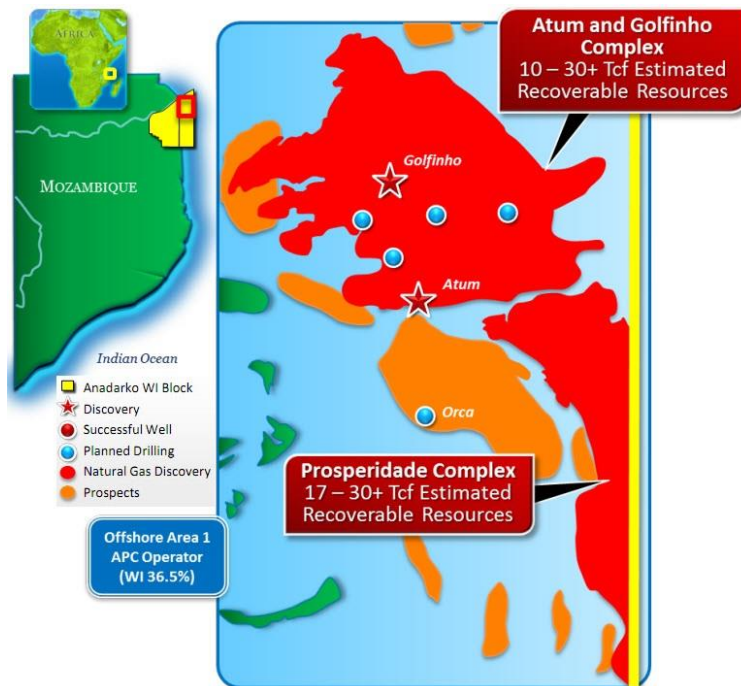 AFRICA
MOZAMBIQUE
Indian Ocean
Anadarko WI Block
Discovery
Successful Well
Planned Drilling
Natural Gas Discovery
Prospects
Offshore Area 1
APC Operator
(WI 36.5%)
Atum and Golfinho
Complex
10 – 30+ Tcf Estimated
Recoverable Resources
Golfinho
Atum
Orca
Prosperidade Complex
17 – 30+ Tcf Estimated
Recoverable Resources